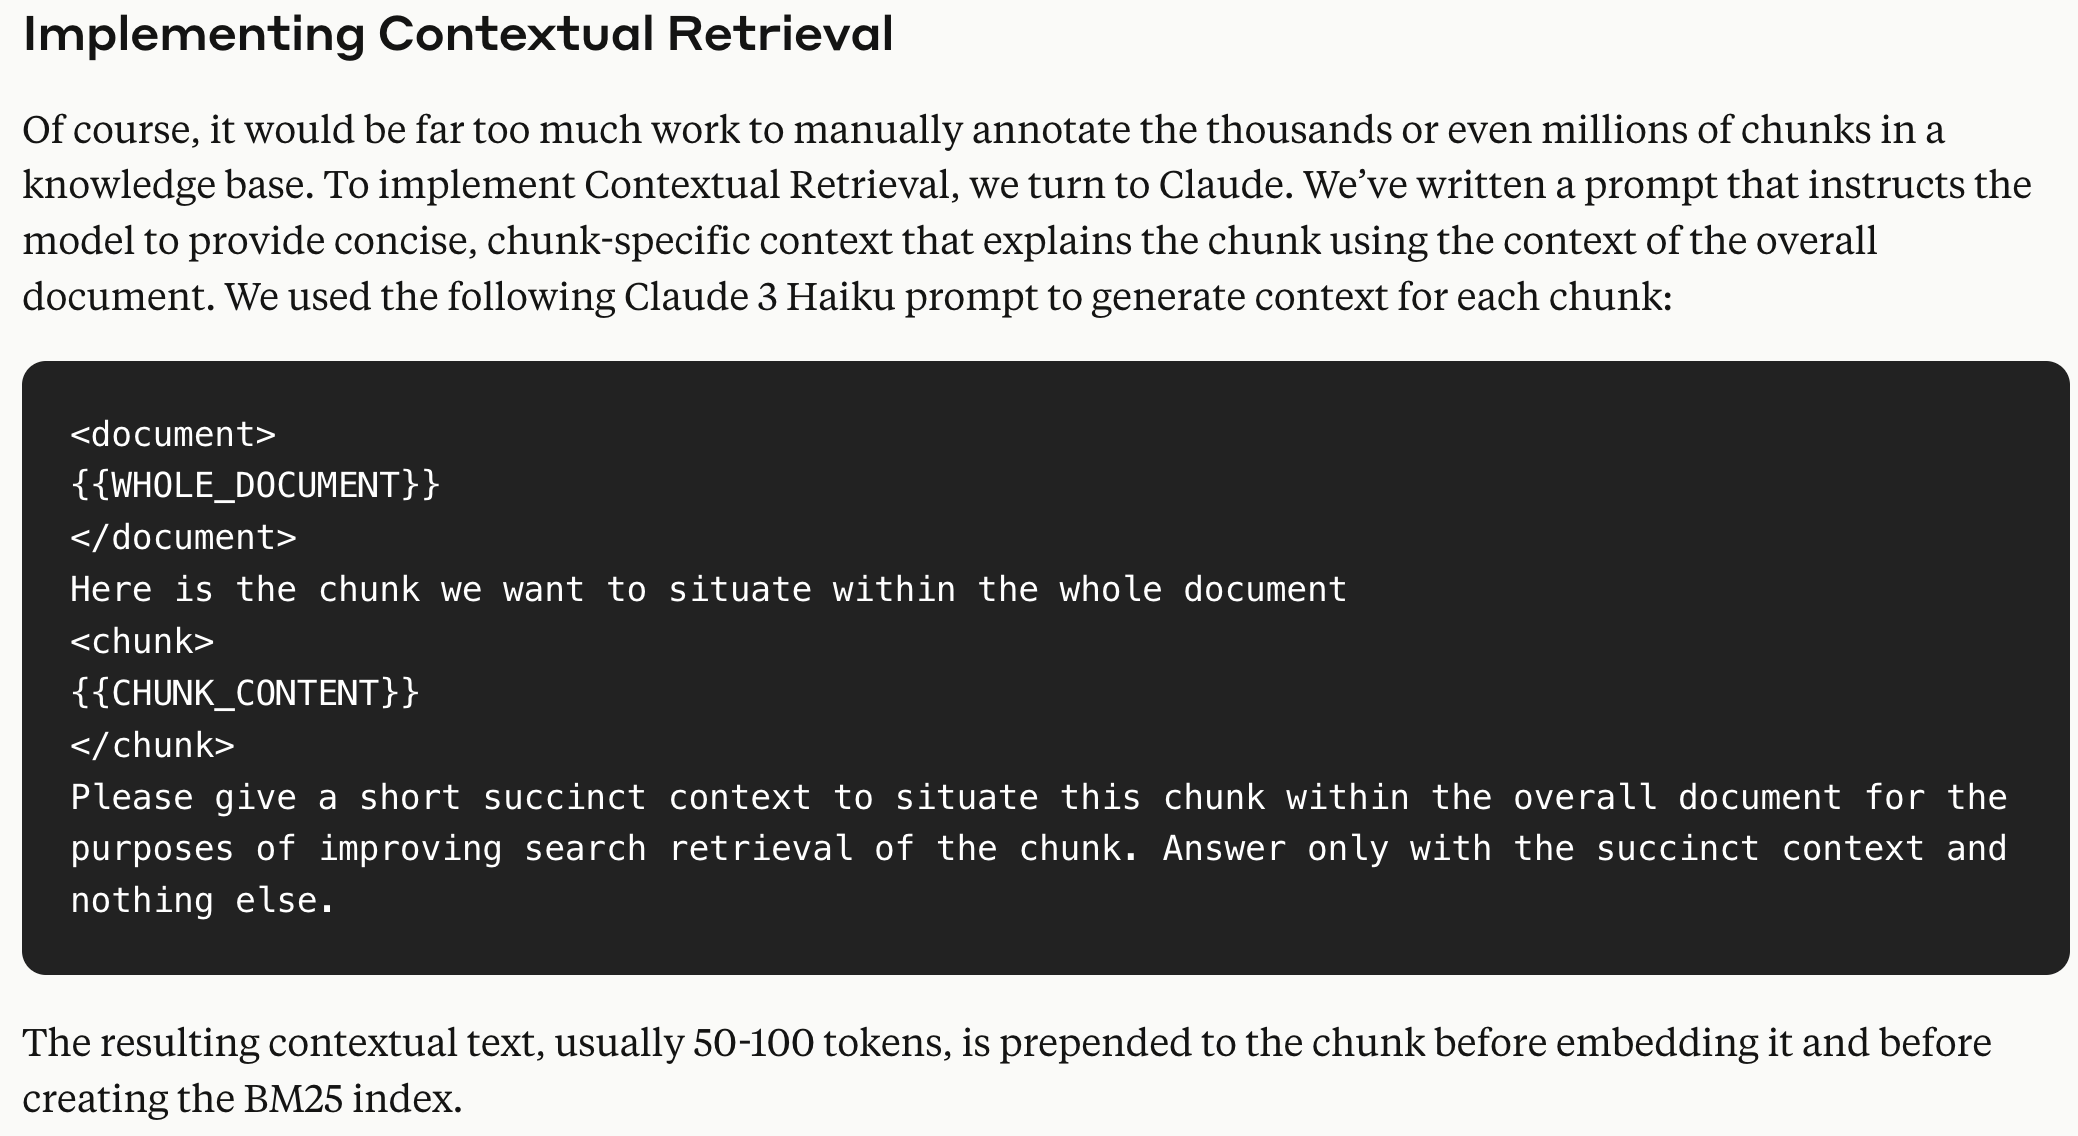 Implementing Contextual Retrieval
Of course, it would be far too much work to manually annotate the thousands or even millions of chunks in a
knowledge base. To implement Contextual Retrieval, we turn to Claude. We’ve written a prompt that instructs the
model to provide concise, chunk-specific context that explains the chunk using the context of the overall
document. We used the following Claude 3 Haiku prompt to generate context for each chunk:
<document>
{{WHOLE_DOCUMENT}}
</document>
Here is the chunk we want to situate within the whole document
<chunk>
{{CHUNK_CONTENT}}
</chunk>
Please give a short succinct context to situate this chunk within the overall document for the
purposes of improving search retrieval of the chunk. Answer only with the succinct context and
nothing else.
The resulting contextual text, usually 50-100 tokens, is prepended to the chunk before embedding it and before
creating the BM25 index.